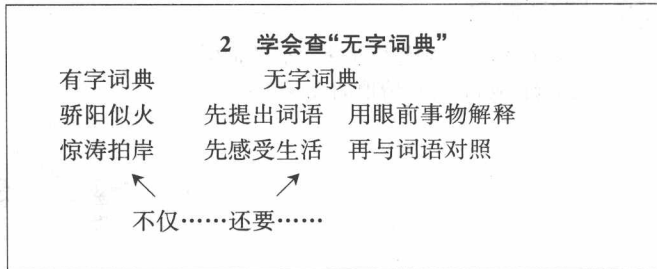 2 学会查“无字词典”
有字词典 无字词典
骄阳似火 先提出词语 用眼前事物解释
惊涛拍岸 先感受生活 再与词语对照
不仅……还要……